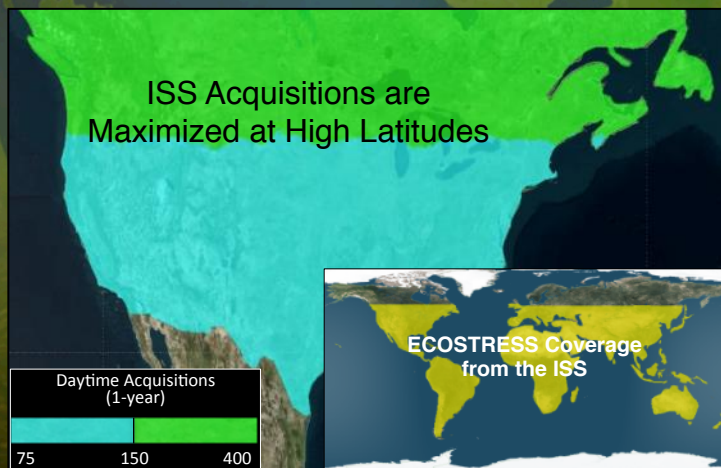 ISS Acquisitions are
Maximized at High Latitudes
ECOSTRESS Coverage
from the ISS
Daytime Acquisitions
(1-year)
75 150 400